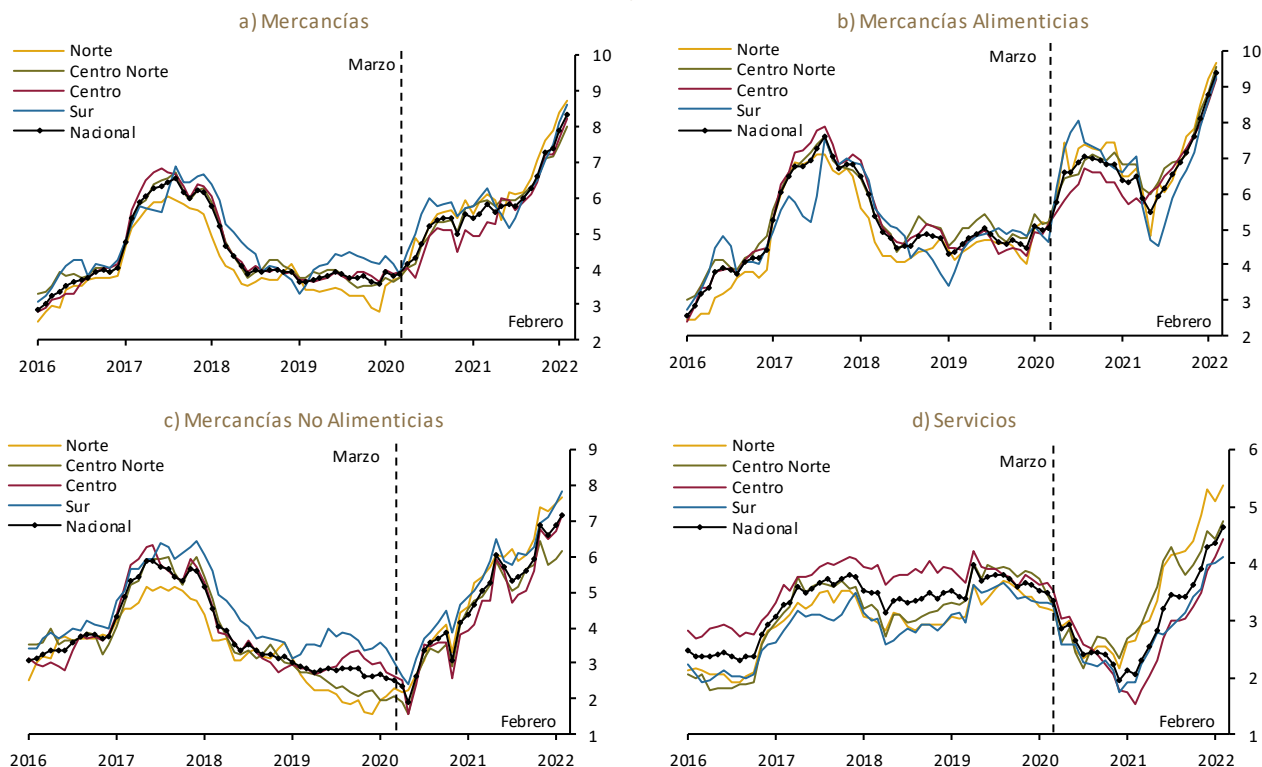 a) Mercancías
Norte
Centro Norte
Centro
Sur
Nacional
Marzo
Febrero
10
9
8
7
6
5
4
3
2
2016 2017 2018 2019 2020 2021 2022
b) Mercancías Alimenticias
Norte
Centro Norte
Centro
Sur
Nacional
Marzo
Febrero
10
9
8
7
6
5
4
3
2
2016 2017 2018 2019 2020 2021 2022
c) Mercancías No Alimenticias
Norte
Centro Norte
Centro
Sur
Nacional
Marzo
Febrero
9
8
7
6
5
4
3
2
1
2016 2017 2018 2019 2020 2021 2022
d) Servicios
Norte
Centro Norte
Centro
Sur
Nacional
Marzo
Febrero
6
5
4
3
2
1
2016 2017 2018 2019 2020 2021 2022